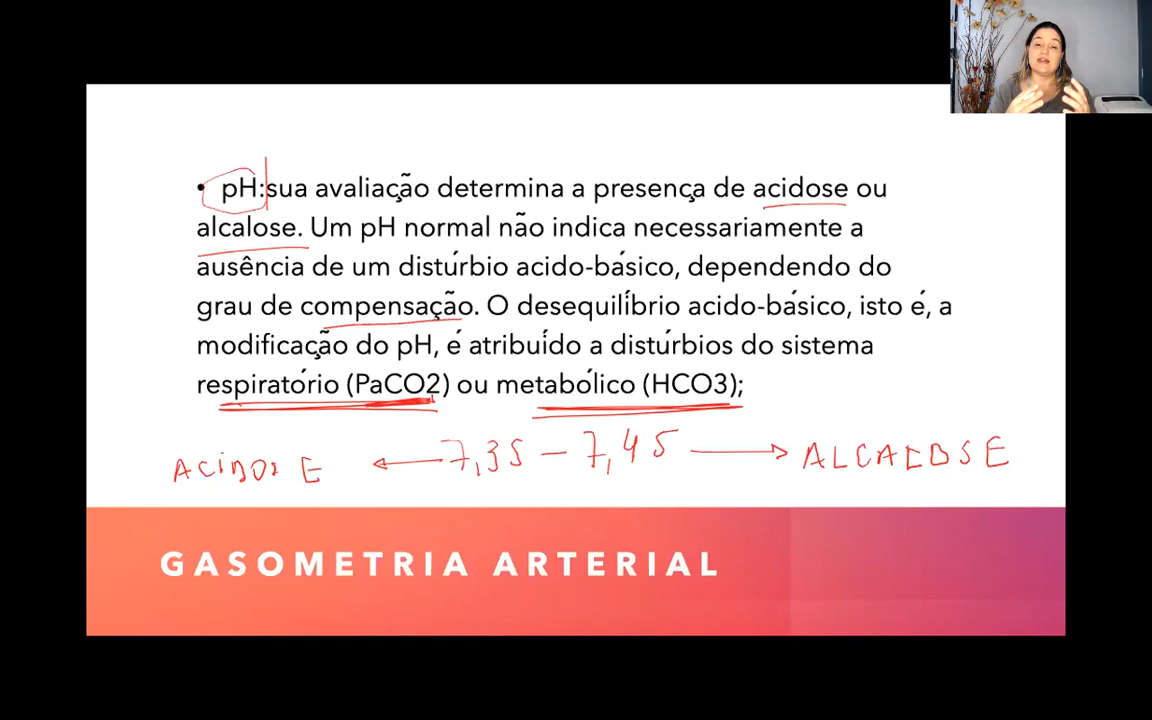 • pH:sua avaliação determina a presença de acidose ou
alcalose. Um pH normal não indica necessariamente a
ausência de um distúrbio acido-básico, dependendo do
grau de compensação. O desequilíbrio acido-básico, isto é, a
modificação do pH, é atribuído a distúrbios do sistema
respiratório (PaCO2) ou metabólico (HCO3);
ACIDOSE ← 7,35 – 7,45 → ALCALOSE
GASOMETRIA ARTERIAL